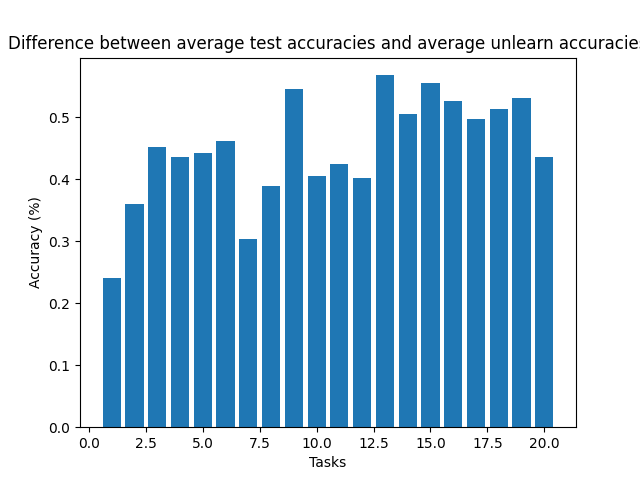 Difference between average test accuracies and average unlearn accuracies
Accuracy (%)
0.5
0.4
0.3
0.2
0.1
0.0
0.0 2.5 5.0 7.5 10.0 12.5 15.0 17.5 20.0
Tasks